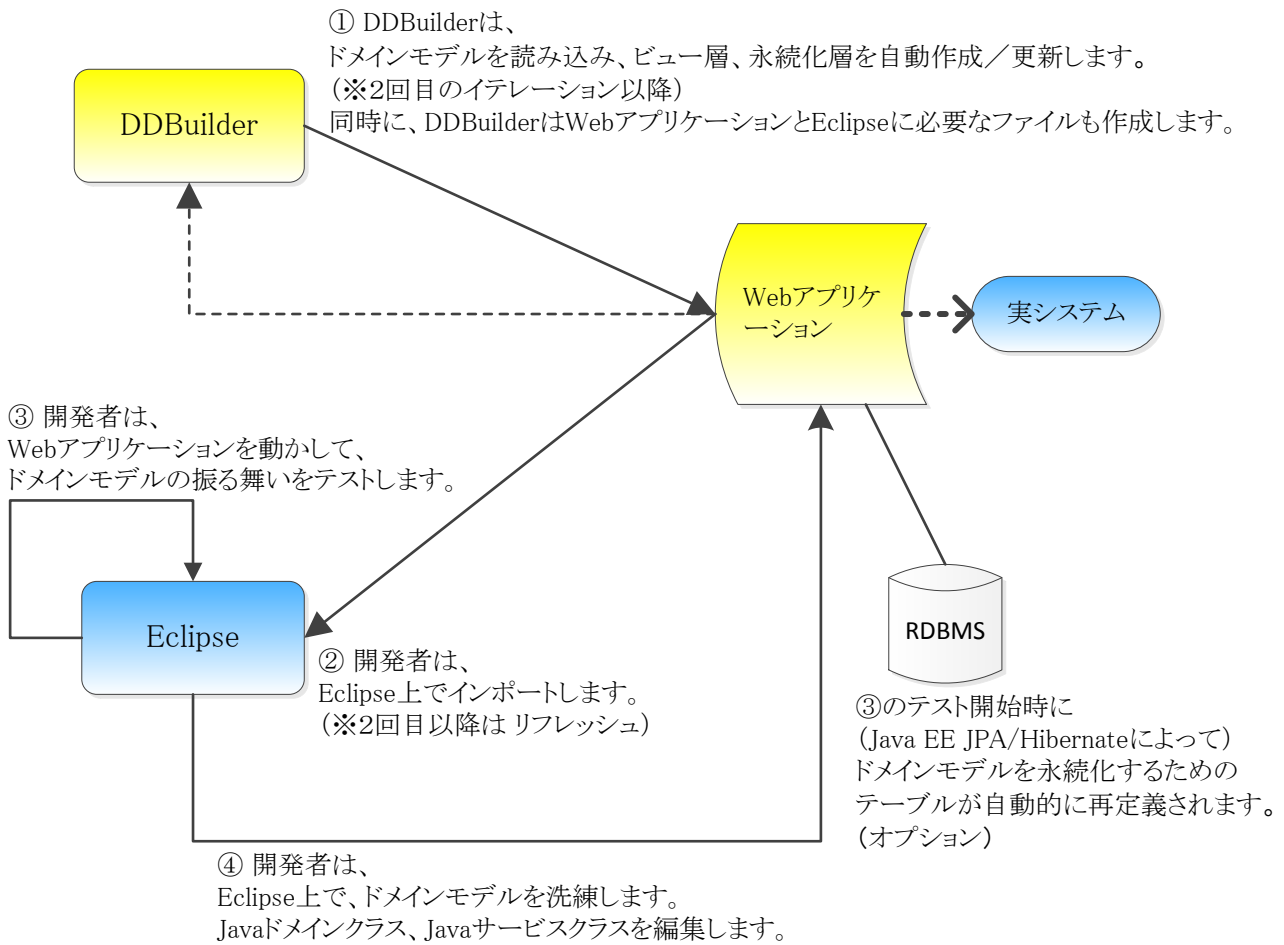 ① DDBuilderは、
ドメインモデルを読み込み、ビュー層、永続化層を自動作成／更新します。
（※2回目のイテレーション以降）
同時に、DDBuilderはWebアプリケーションとEclipseに必要なファイルも作成します。
DDBuilder
Webアプリケ
ーション
実システム
③ 開発者は、
Webアプリケーションを動かして、
ドメインモデルの振る舞いをテストします。
Eclipse
② 開発者は、
Eclipse上でインポートします。
（※2回目以降は リフレッシュ）
RDBMS
③のテスト開始時に
（Java EE JPA/Hibernateによって）
ドメインモデルを永続化するための
テーブルが自動的に再定義されます。
（オプション）
④ 開発者は、
Eclipse上で、ドメインモデルを洗練します。
Javaドメインクラス、Javaサービスクラスを編集します。